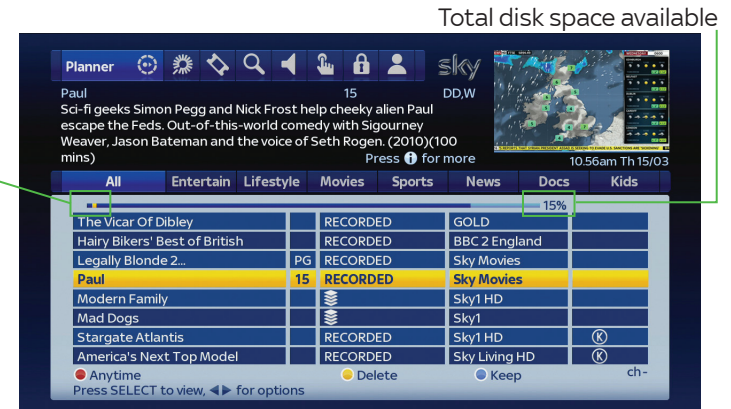 Total disk space available
Planner
sky
Paul 15 DD,W
Sci-fi geeks Simon Pegg and Nick Frost help cheeky alien Paul
escape the Feds. Out-of-this-world comedy with Sigourney
Weaver, Jason Bateman and the voice of Seth Rogen. (2010)(100
mins)
Press i for more
10.56am Th 15/03
All Entertain Lifestyle Movies Sports News Docs Kids
15%
The Vicar Of Dibley RECORDED GOLD
Hairy Bikers' Best of British RECORDED BBC 2 England
Legally Blonde 2... PG RECORDED Sky Movies
Paul 15 RECORDED Sky Movies
Modern Family Sky1 HD
Mad Dogs Sky1
Stargate Atlantis RECORDED Sky1 HD K
America's Next Top Model RECORDED Sky Living HD K
Anytime Delete Keep ch-
Press SELECT to view, ◀▶ for options